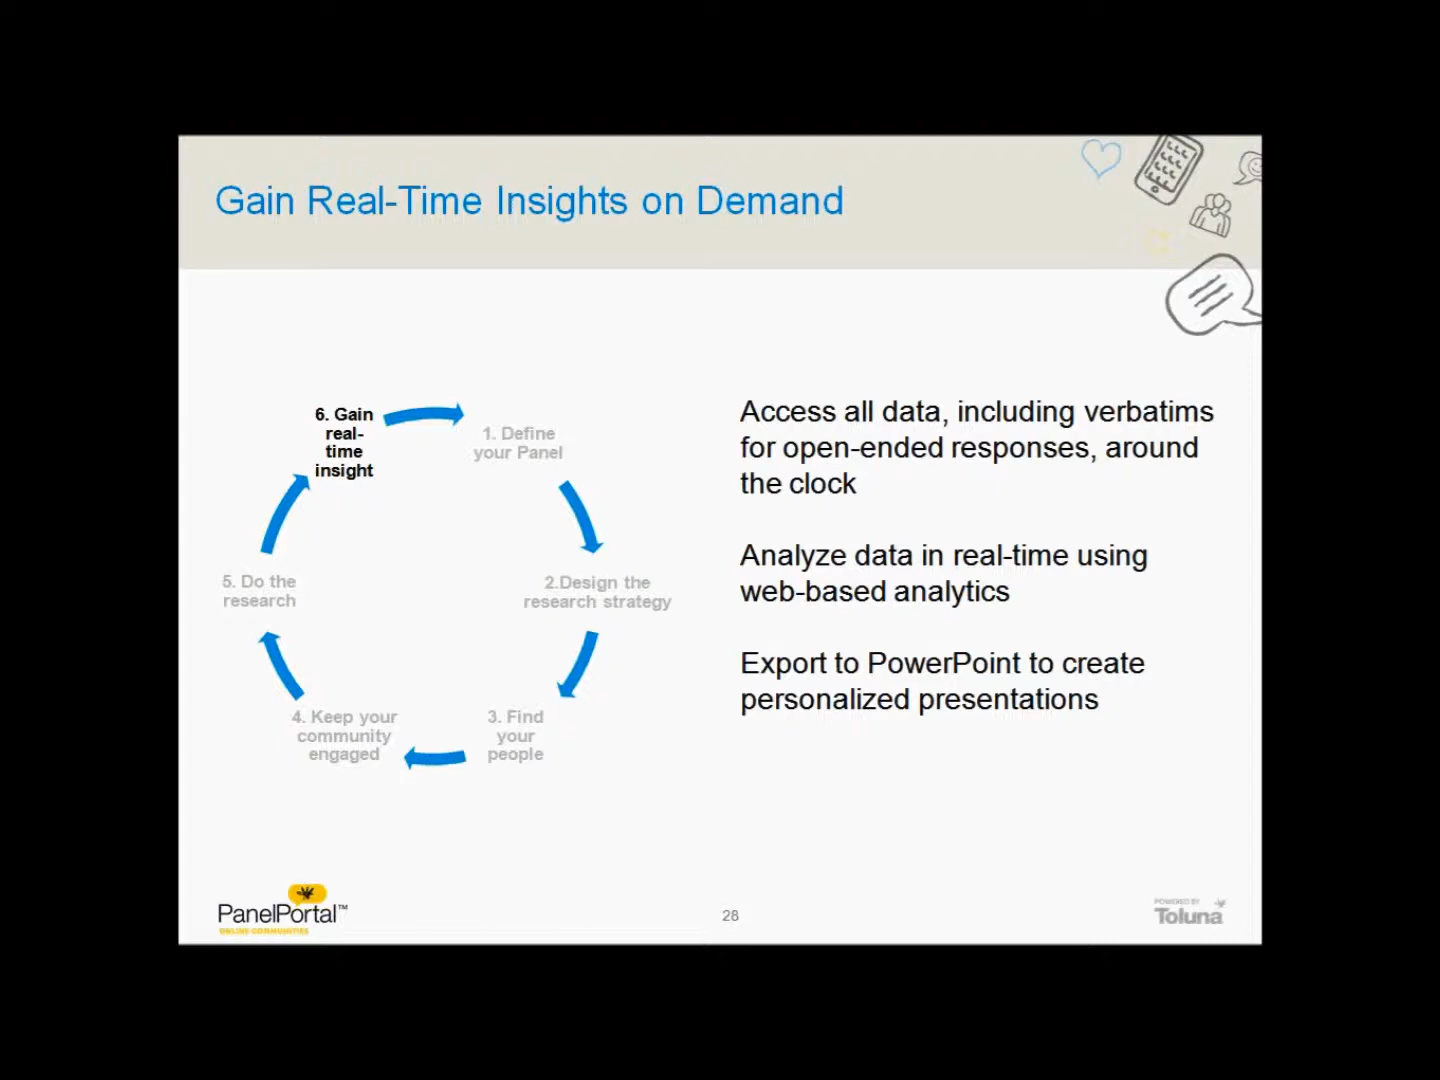 Gain Real-Time Insights on Demand
6. Gain
real-
time
insight
1. Define
your Panel
2.Design the
research strategy
3. Find
your
people
4. Keep your
community
engaged
5. Do the
research
Access all data, including verbatims
for open-ended responses, around
the clock
Analyze data in real-time using
web-based analytics
Export to PowerPoint to create
personalized presentations
PanelPortal™
ONLINE COMMUNITIES
28
POWERED BY
Toluna